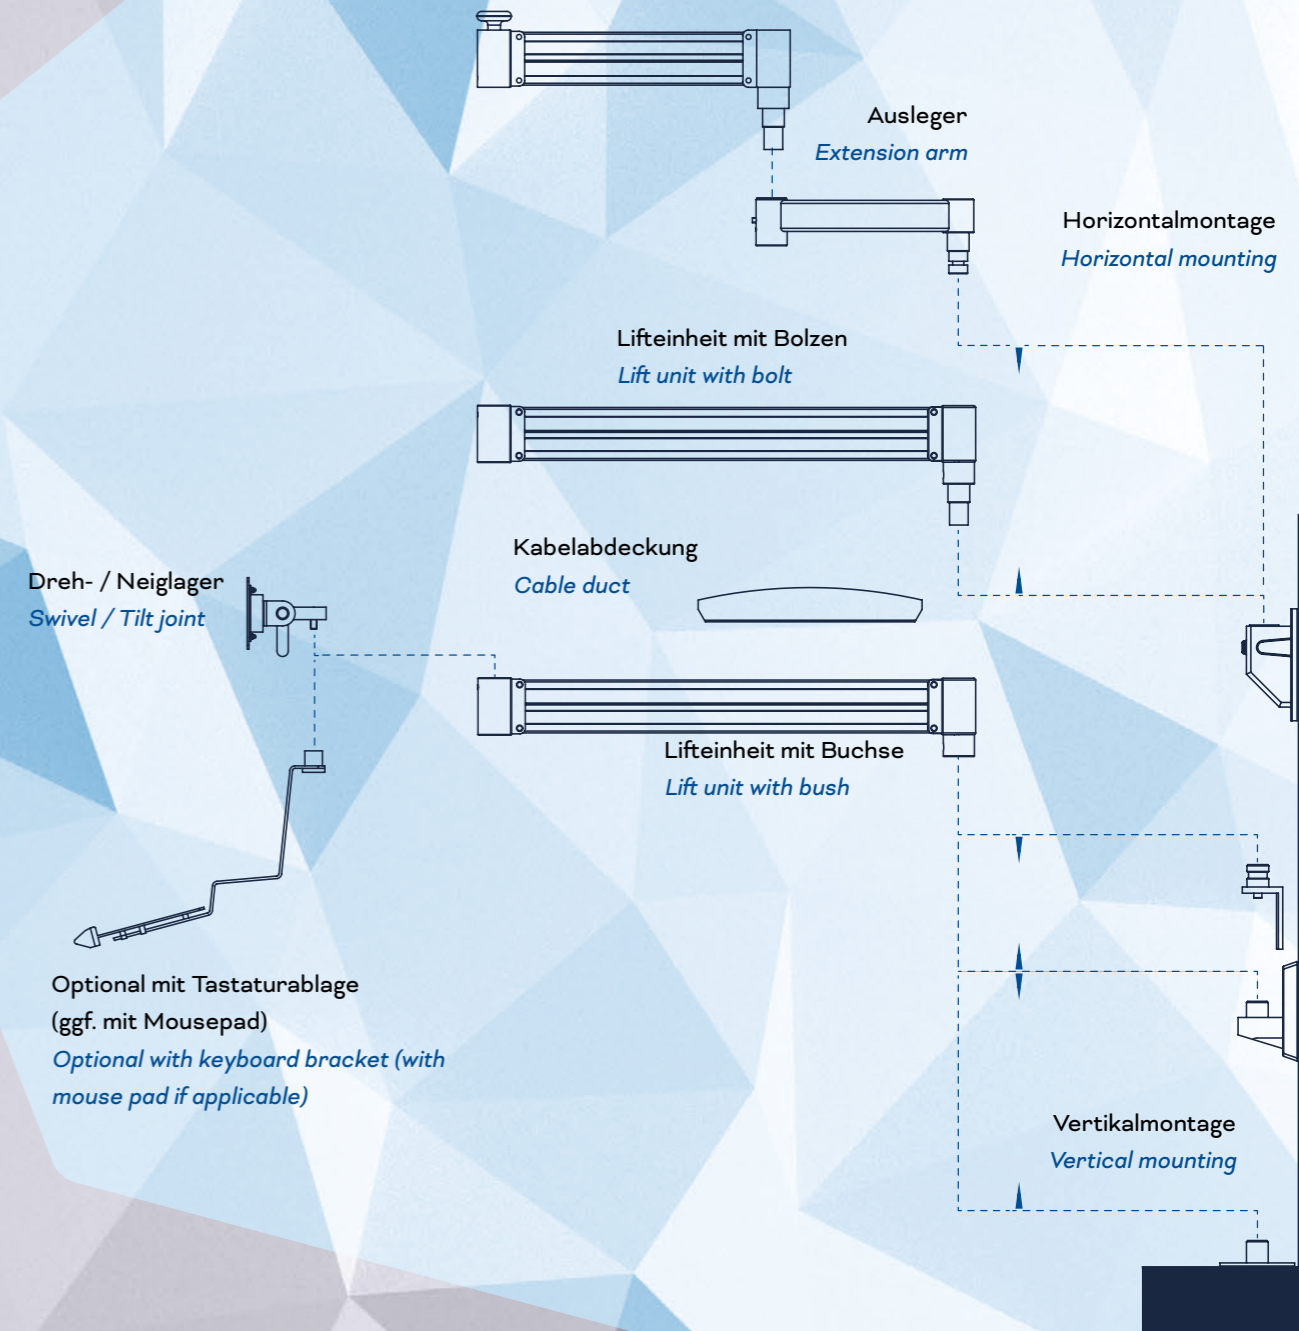 Ausleger
Extension arm
Horizontalmontage
Horizontal mounting
Lifteinheit mit Bolzen
Lift unit with bolt
Kabelabdeckung
Cable duct
Dreh- / Neiglager
Swivel / Tilt joint
Lifteinheit mit Buchse
Lift unit with bush
Optional mit Tastaturablage
(ggf. mit Mousepad)
Optional with keyboard bracket (with
mouse pad if applicable)
Vertikalmontage
Vertical mounting